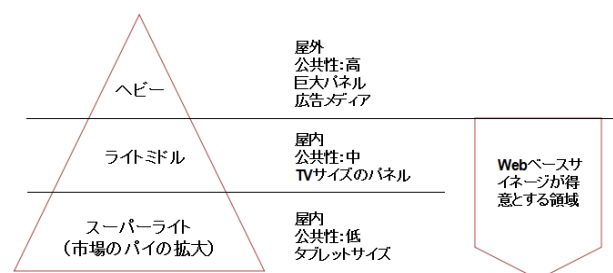 ヘビー
屋外
公共性：高
巨大パネル
広告メディア
ライトミドル
屋内
公共性：中
TVサイズのパネル
スーパーライト
（市場のパイの拡大）
屋内
公共性：低
タブレットサイズ
Webベースサ
イネージが得
意とする領域